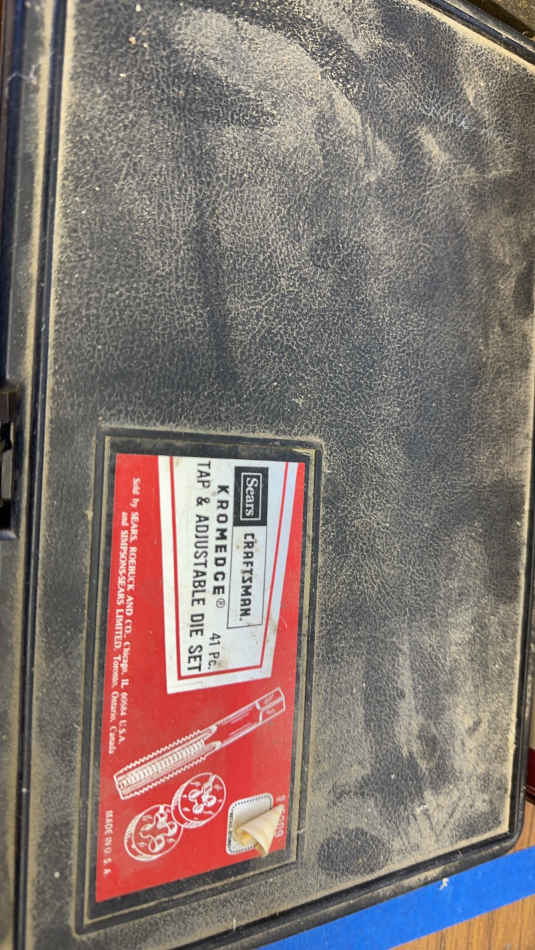 Sears
CRAFTSMAN.
KROMEDGE® 41 PC.
TAP & ADJUSTABLE DIE SET
Sold by SEARS, ROEBUCK AND CO., Chicago, IL 60684 U.S.A.
and SIMPSONS-SEARS LIMITED, Toronto, Ontario, Canada
MADE IN U. S. A.